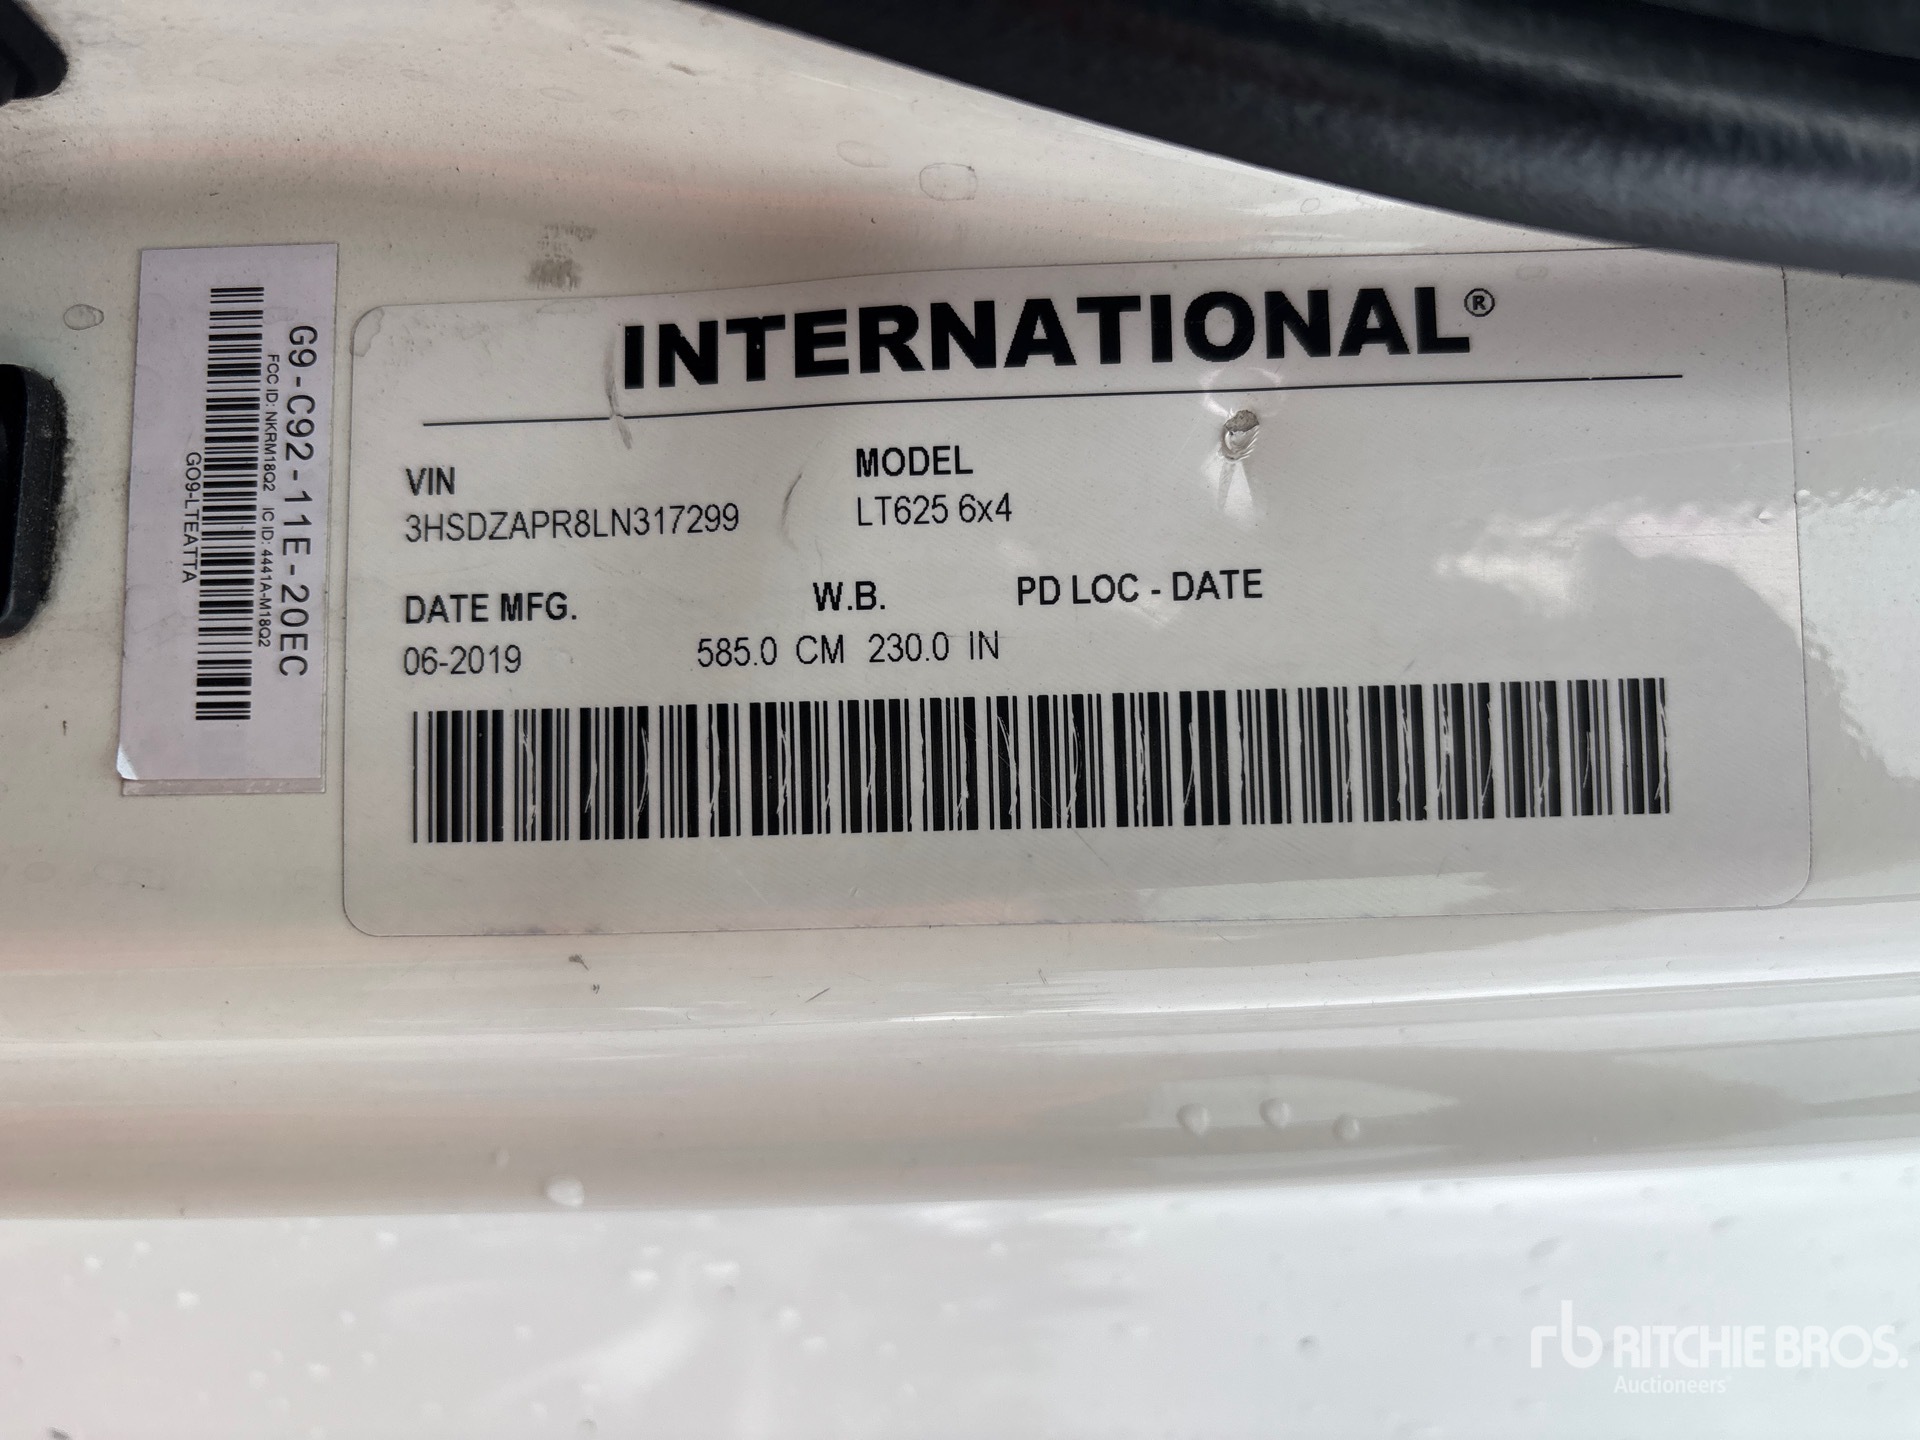 G9-C92-11E-20EC
FCC ID: NKRM18Q2 IC ID: 4441A-M18Q2
GO9-LTEATTA
INTERNATIONAL®
VIN
3HSDZAPR8LN317299
MODEL
LT625 6x4
DATE MFG.
06-2019
W.B.
585.0 CM 230.0 IN
PD LOC - DATE
rb RITCHIE BROS.
Auctioneers